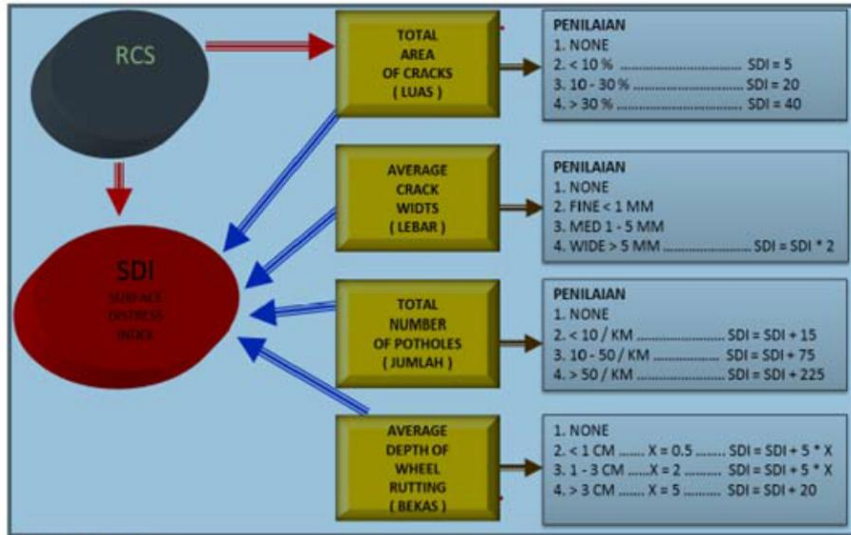 RCS
TOTAL
AREA
OF CRACKS
( LUAS )
PENILAIAN
1. NONE
2. < 10 % ................................ SDI = 5
3. 10 - 30 % ............................ SDI = 20
4. > 30 % ................................ SDI = 40
AVERAGE
CRACK
WIDTS
( LEBAR )
PENILAIAN
1. NONE
2. FINE < 1 MM
3. MED 1 - 5 MM
4. WIDE > 5 MM ...................... SDI = SDI * 2
SDI
SURFACE
DISTRESS
INDEX
TOTAL
NUMBER
OF POTHOLES
( JUMLAH )
PENILAIAN
1. NONE
2. < 10 / KM .................... SDI = SDI + 15
3. 10 - 50 / KM ................ SDI = SDI + 75
4. > 50 / KM .................... SDI = SDI + 225
AVERAGE
DEPTH OF
WHEEL
RUTTING
( BEKAS )
1. NONE
2. < 1 CM ....... X = 0.5 ........ SDI = SDI + 5 * X
3. 1 - 3 CM ......X = 2 .......... SDI = SDI + 5 * X
4. > 3 CM ...... X = 5 .......... SDI = SDI + 20